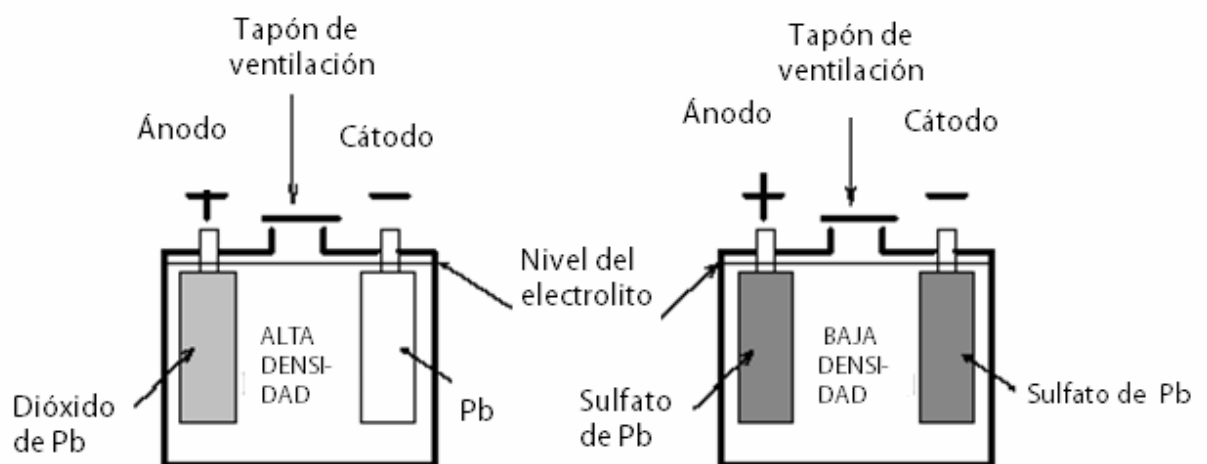 Tapón de
ventilación
Ánodo
Cátodo
+
−
ALTA
DENSI-
DAD
Dióxido
de Pb
Pb
Nivel del
electrolito
Tapón de
ventilación
Ánodo
Cátodo
+
−
BAJA
DENSI-
DAD
Sulfato
de Pb
Sulfato de Pb